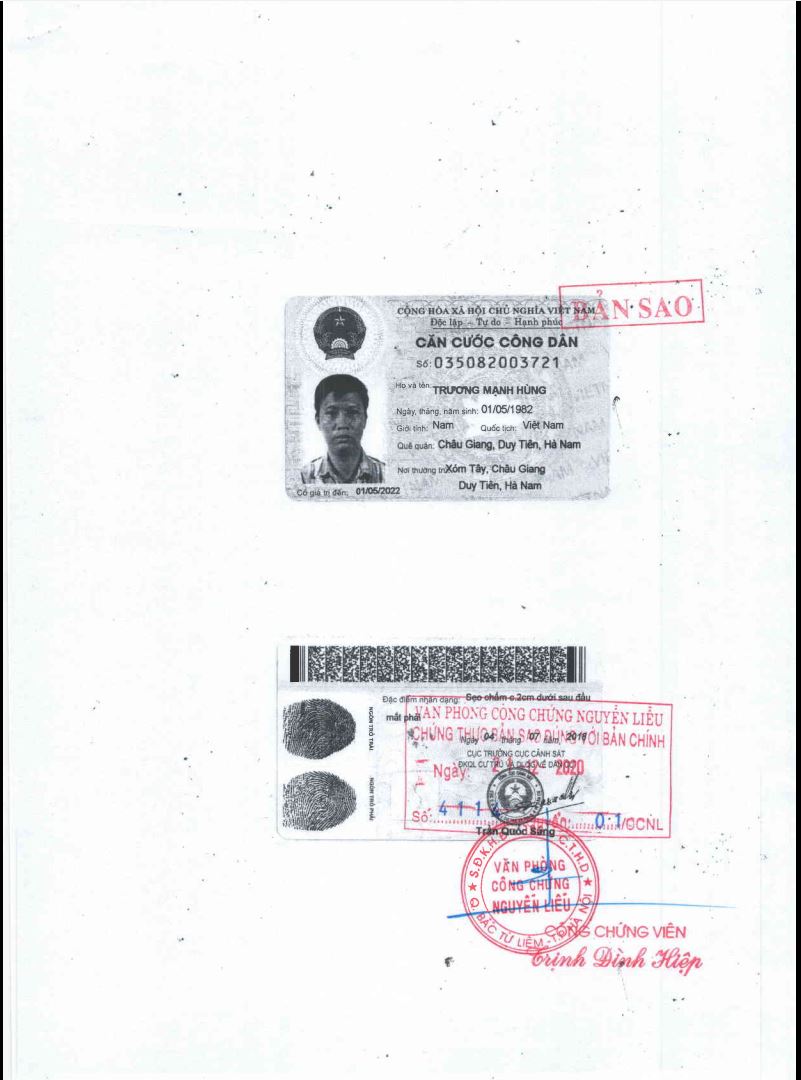 CỘNG HÒA XÃ HỘI CHỦ NGHĨA VIỆT NAM
Độc lập – Tự do – Hạnh phúc
BẢN SAO
CĂN CƯỚC CÔNG DÂN
Số: 035082003721
Họ và tên: TRƯƠNG MẠNH HÙNG
Ngày, tháng, năm sinh: 01/05/1982
Giới tính: Nam Quốc tịch: Việt Nam
Quê quán: Châu Giang, Duy Tiên, Hà Nam
Nơi thường trú: Xóm Tây, Châu Giang
Duy Tiên, Hà Nam
Có giá trị đến: 01/05/2022
Đặc điểm nhận dạng: Sẹo chấm c.2cm dưới sau đầu
mắt phải
NGÓN TRỎ TRÁI
NGÓN TRỎ PHẢI
Ngày 04 tháng 07 năm 2016
CỤC TRƯỞNG CỤC CẢNH SÁT
ĐKQL CƯ TRÚ VÀ DLQG VỀ DÂN CƯ
Trần Quốc Sảng
VĂN PHÒNG CÔNG CHỨNG NGUYỄN LIỄU
CHỨNG THỰC BẢN SAO ĐÚNG VỚI BẢN CHÍNH
Ngày: 2020
Số: 411 01/CCNL
S.Đ.K.H.Đ C.T.H.D
VĂN PHÒNG
CÔNG CHỨNG
NGUYỄN LIỄU
Q. BẮC TỪ LIÊM - T.P HÀ NỘI
CÔNG CHỨNG VIÊN
Trịnh Đình Hiệp